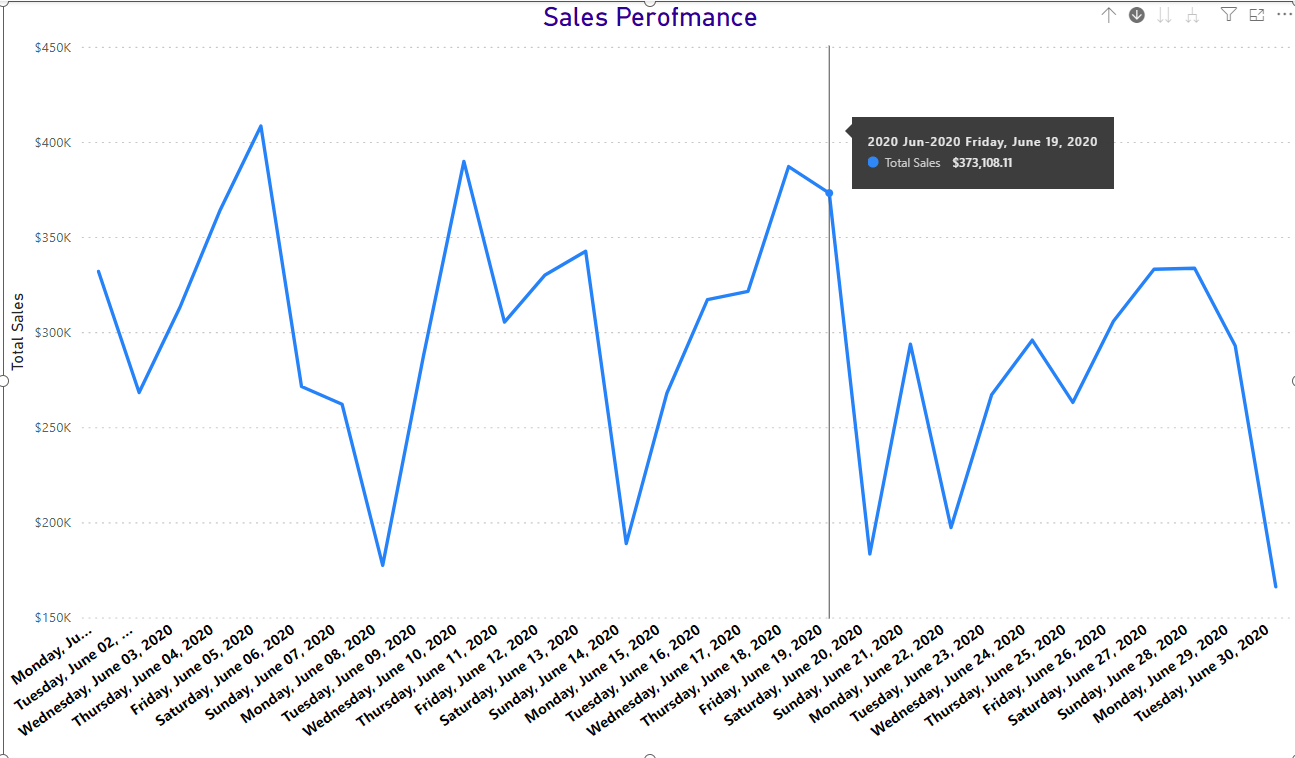 Sales Perofmance
$450K
$400K
$350K
$300K
$250K
$200K
$150K
Total Sales
2020 Jun-2020 Friday, June 19, 2020
Total Sales $373,108.11
Monday, Ju...
Tuesday, June 02, ...
Wednesday, June 03, 2020
Thursday, June 04, 2020
Friday, June 05, 2020
Saturday, June 06, 2020
Sunday, June 07, 2020
Monday, June 08, 2020
Tuesday, June 09, 2020
Wednesday, June 10, 2020
Thursday, June 11, 2020
Friday, June 12, 2020
Saturday, June 13, 2020
Sunday, June 14, 2020
Monday, June 15, 2020
Tuesday, June 16, 2020
Wednesday, June 17, 2020
Thursday, June 18, 2020
Friday, June 19, 2020
Saturday, June 20, 2020
Sunday, June 21, 2020
Monday, June 22, 2020
Tuesday, June 23, 2020
Wednesday, June 24, 2020
Thursday, June 25, 2020
Friday, June 26, 2020
Saturday, June 27, 2020
Sunday, June 28, 2020
Monday, June 29, 2020
Tuesday, June 30, 2020